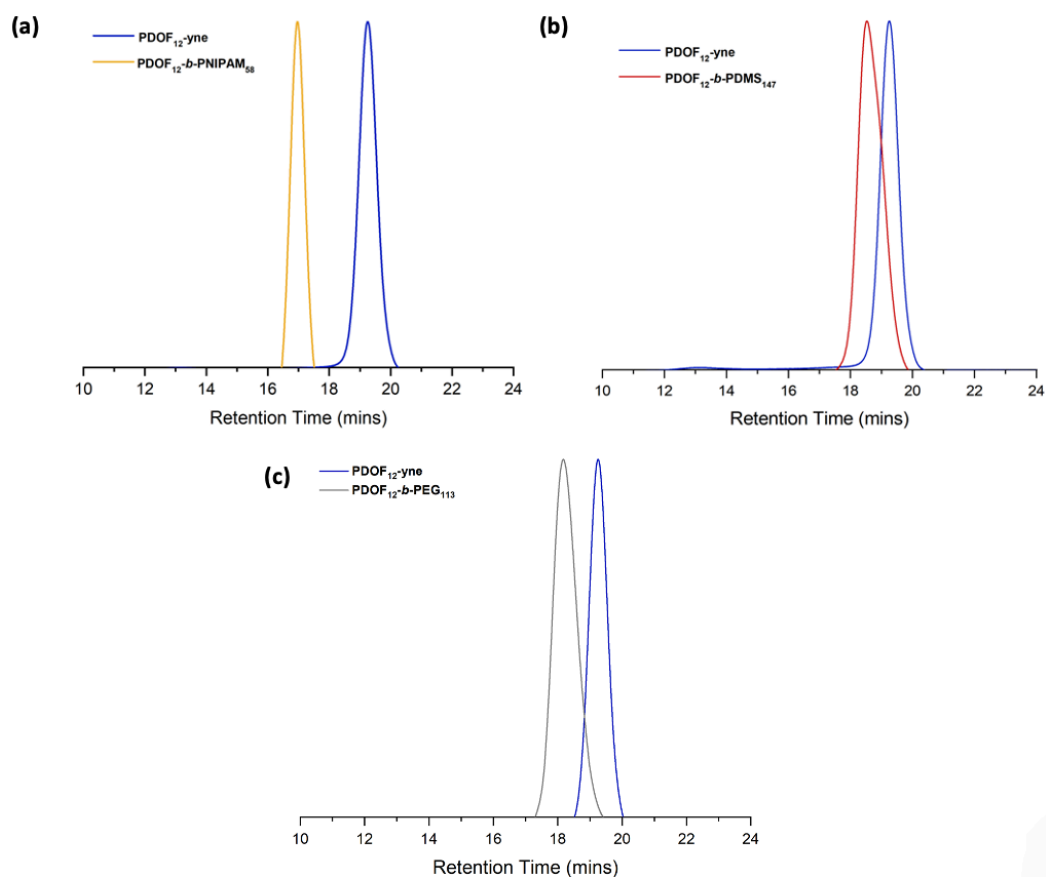 (a)
PDOF₁₂-yne
PDOF₁₂-b-PNIPAM₅₈
10 12 14 16 18 20 22 24
Retention Time (mins)
(b)
PDOF₁₂-yne
PDOF₁₂-b-PDMS₁₄₇
10 12 14 16 18 20 22 24
Retention Time (mins)
(c)
PDOF₁₂-yne
PDOF₁₂-b-PEG₁₁₃
10 12 14 16 18 20 22 24
Retention Time (mins)